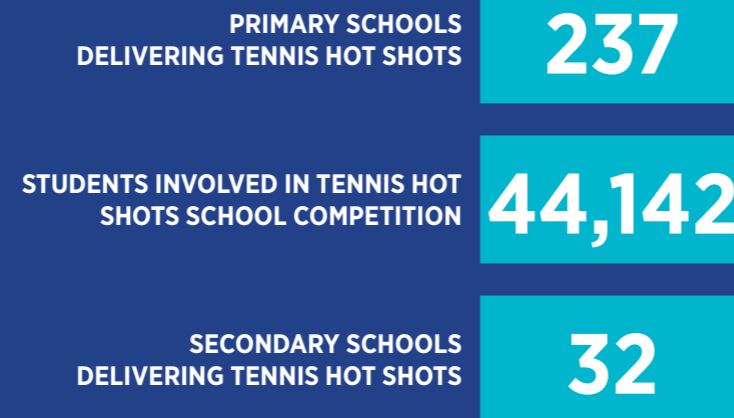 PRIMARY SCHOOLS
DELIVERING TENNIS HOT SHOTS
237
STUDENTS INVOLVED IN TENNIS HOT
SHOTS SCHOOL COMPETITION
44,142
SECONDARY SCHOOLS
DELIVERING TENNIS HOT SHOTS
32